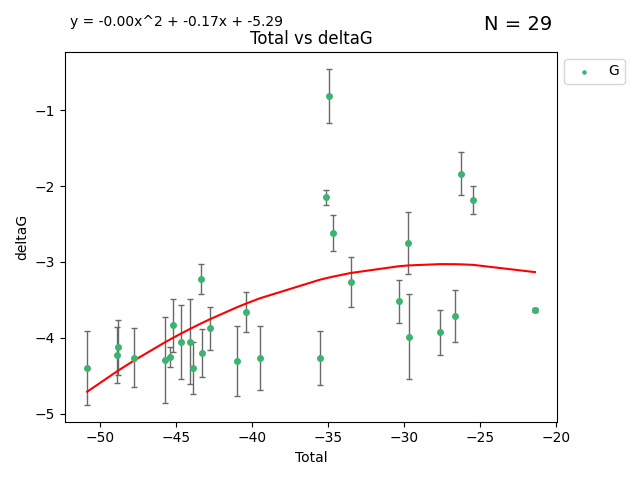 y = -0.00x^2 + -0.17x + -5.29
N = 29
Total vs deltaG
G
−1
−2
−3
−4
−5
deltaG
−50 −45 −40 −35 −30 −25 −20
Total